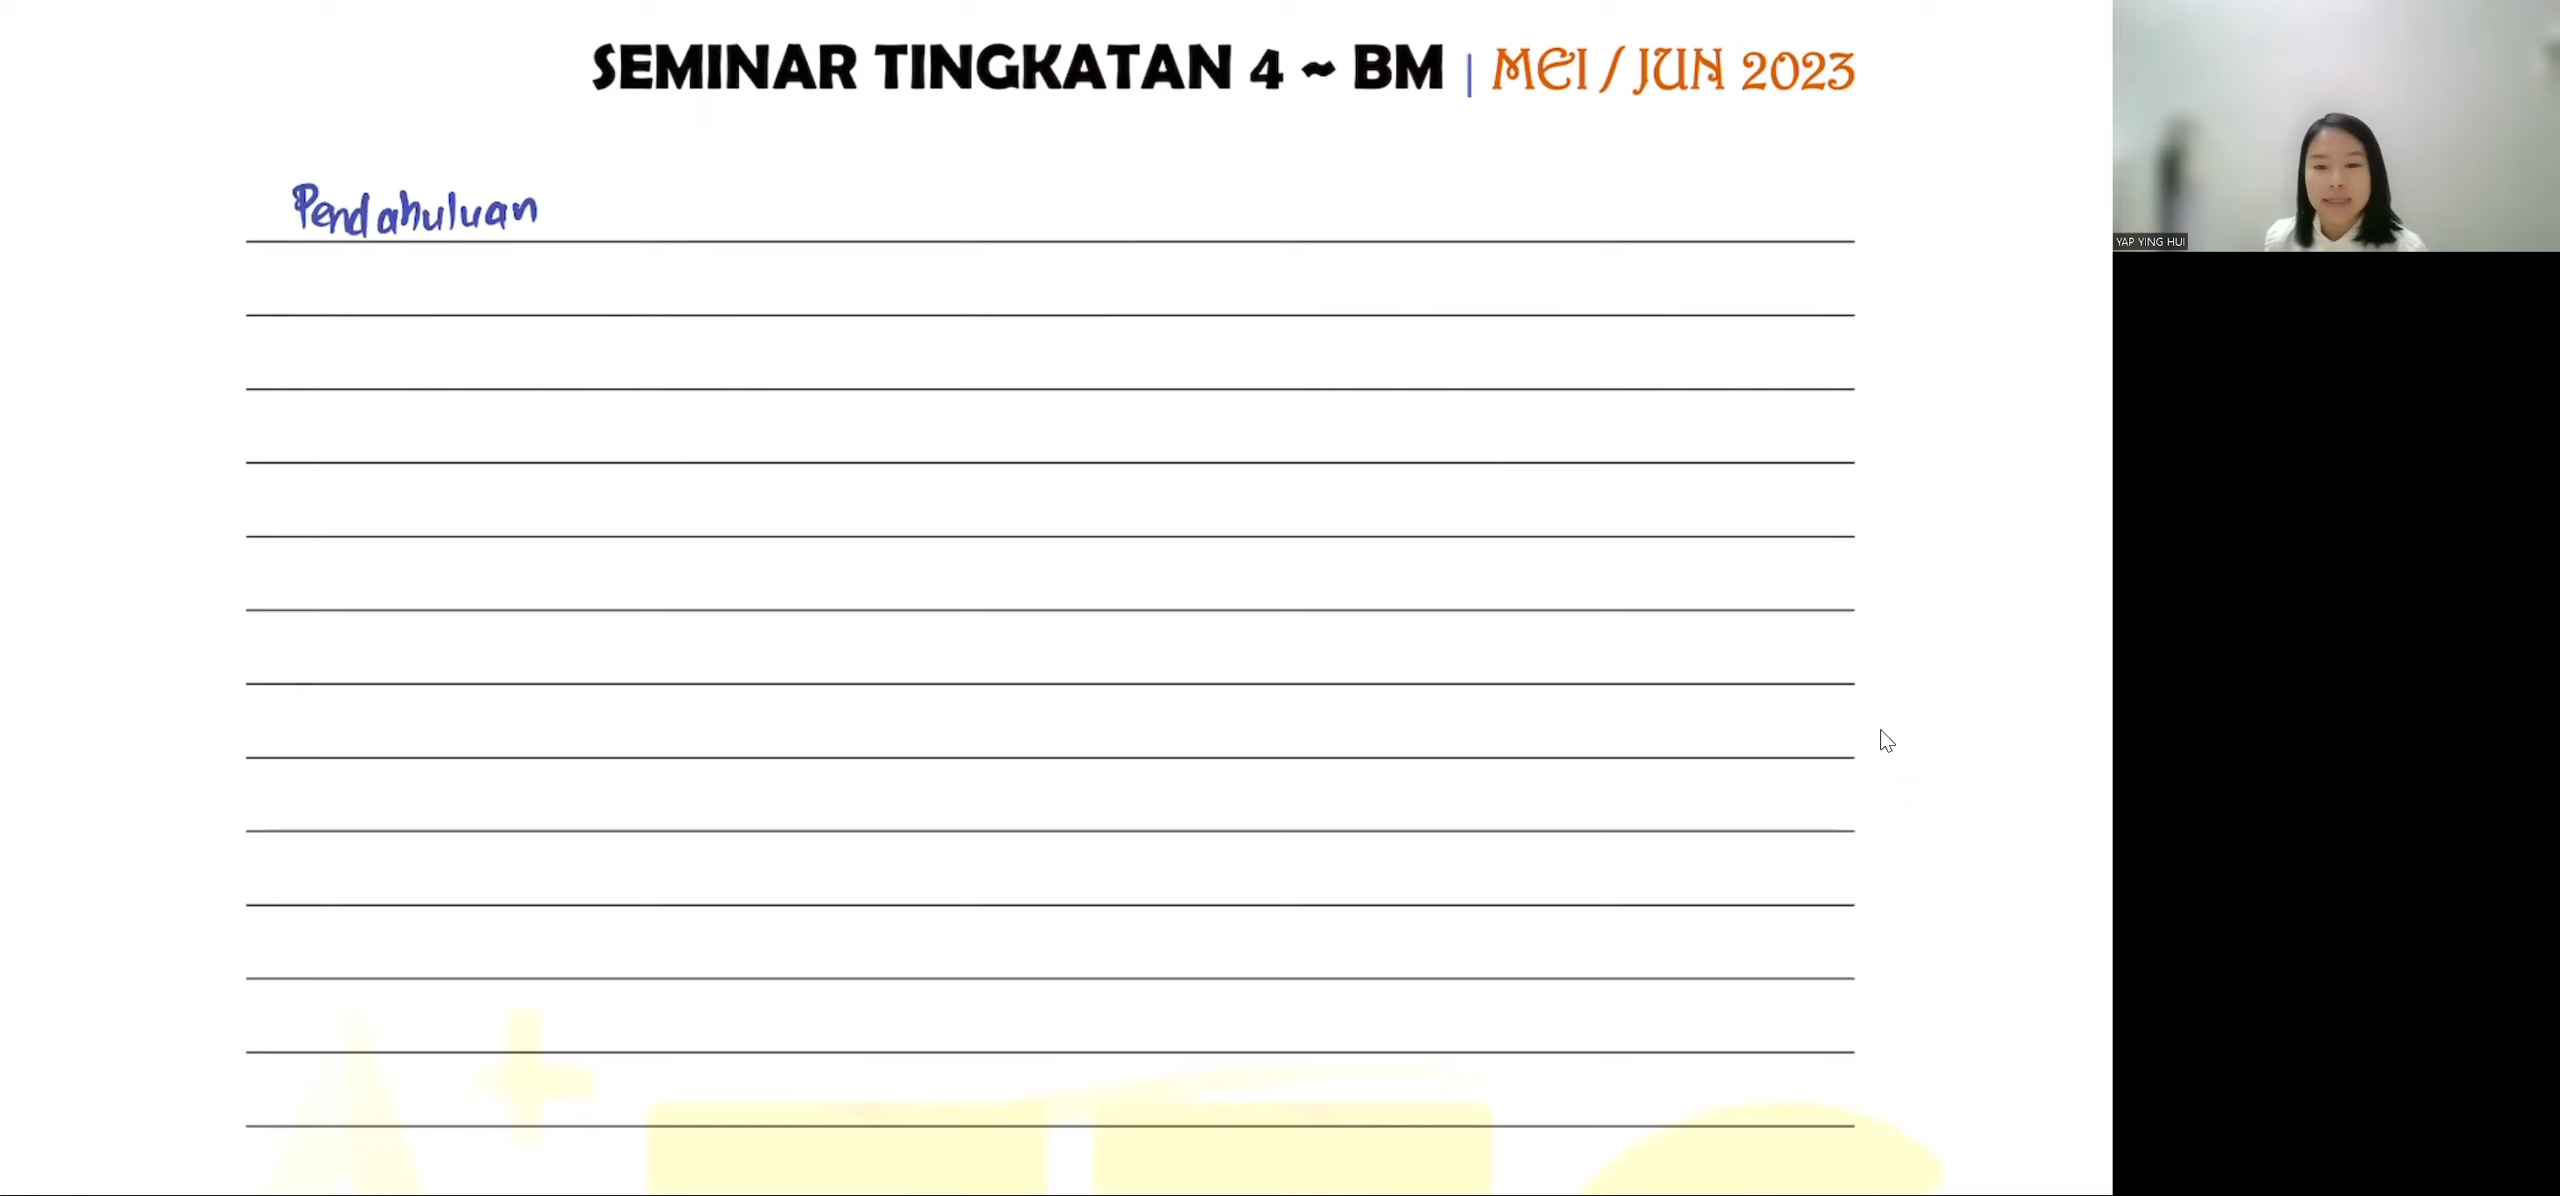 SEMINAR TINGKATAN 4 ~ BM | MEI / JUN 2023
Pendahuluan
YAP YING HUI